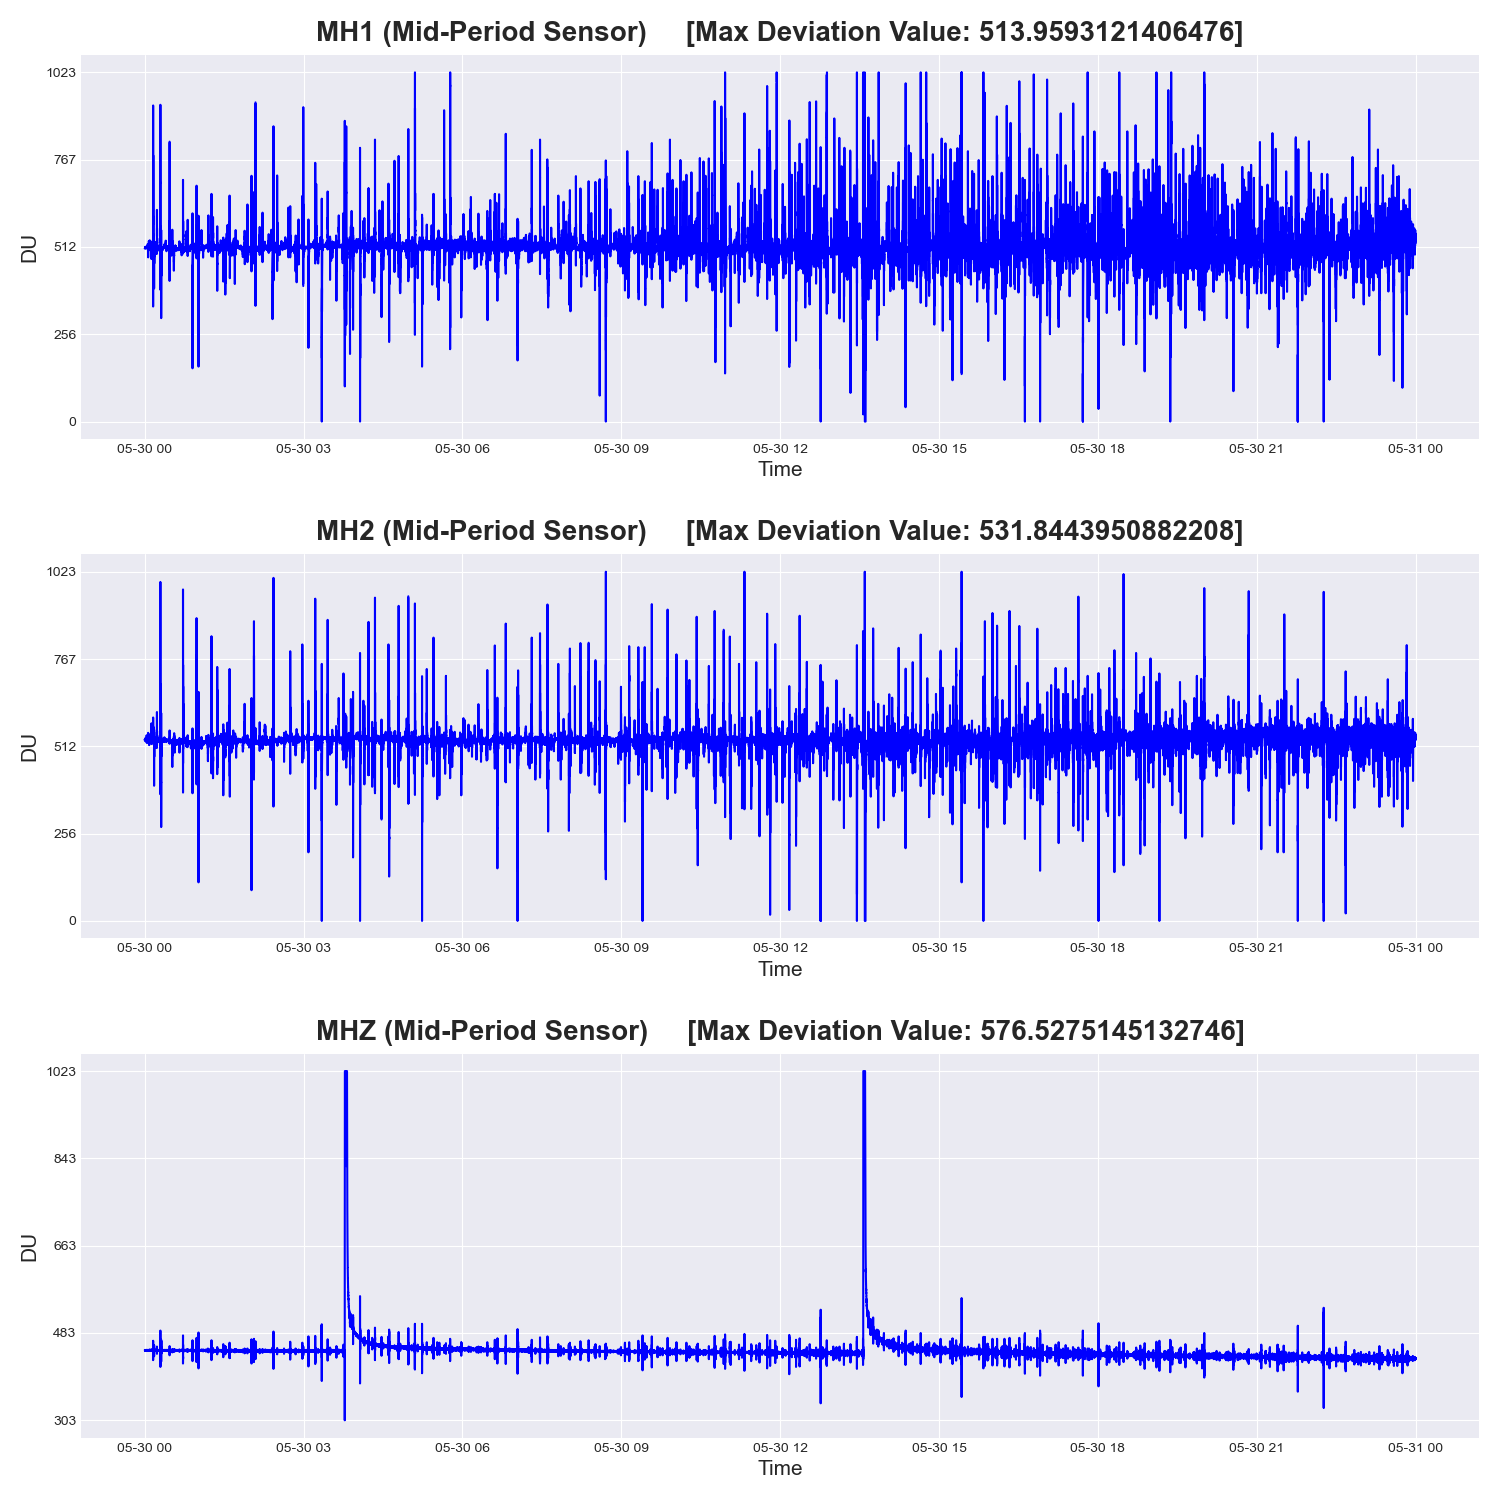 MH1 (Mid-Period Sensor) [Max Deviation Value: 513.9593121406476]
1023
767
512
256
0
DU
05-30 00 05-30 03 05-30 06 05-30 09 05-30 12 05-30 15 05-30 18 05-30 21 05-31 00
Time
MH2 (Mid-Period Sensor) [Max Deviation Value: 531.8443950882208]
1023
767
512
256
0
DU
05-30 00 05-30 03 05-30 06 05-30 09 05-30 12 05-30 15 05-30 18 05-30 21 05-31 00
Time
MHZ (Mid-Period Sensor) [Max Deviation Value: 576.5275145132746]
1023
843
663
483
303
DU
05-30 00 05-30 03 05-30 06 05-30 09 05-30 12 05-30 15 05-30 18 05-30 21 05-31 00
Time